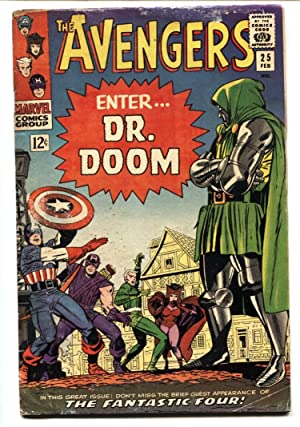 THE
AVENGERS
APPROVED
BY THE
COMICS
CODE
AUTHORITY
25
FEB
MARVEL
COMICS
GROUP
12¢
ENTER...
DR.
DOOM
IN THIS GREAT ISSUE: DON'T MISS THE BRIEF GUEST APPEARANCE OF
THE FANTASTIC FOUR!